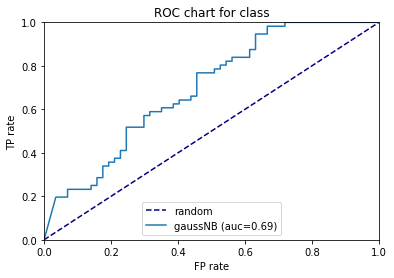 ROC chart for class
1.0
0.8
0.6
0.4
0.2
0.0
TP rate
random
gaussNB (auc=0.69)
0.0 0.2 0.4 0.6 0.8 1.0
FP rate